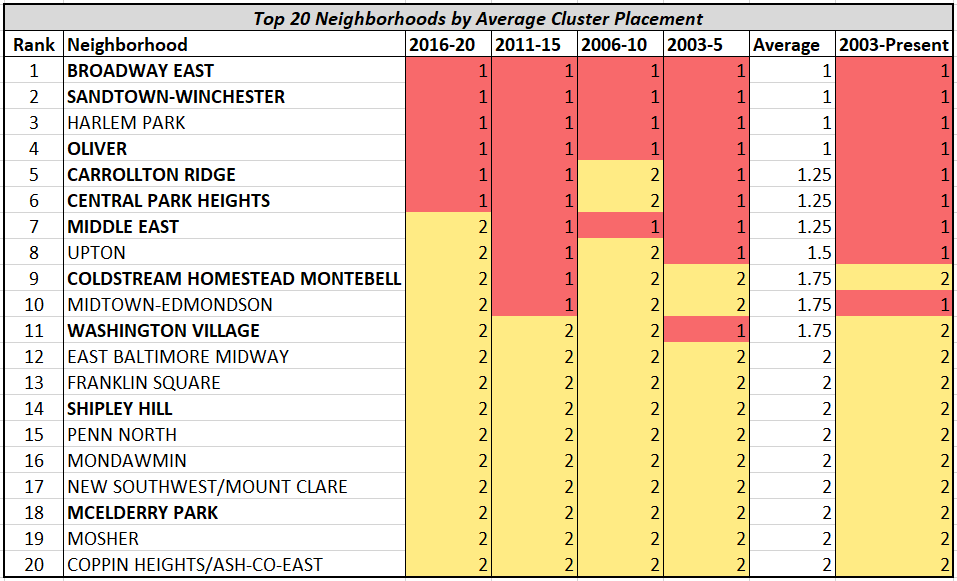 Top 20 Neighborhoods by Average Cluster Placement
Rank Neighborhood 2016-20 2011-15 2006-10 2003-5 Average 2003-Present
1 BROADWAY EAST 1 1 1 1 1 1
2 SANDTOWN-WINCHESTER 1 1 1 1 1 1
3 HARLEM PARK 1 1 1 1 1 1
4 OLIVER 1 1 1 1 1 1
5 CARROLLTON RIDGE 1 1 2 1 1.25 1
6 CENTRAL PARK HEIGHTS 1 1 2 1 1.25 1
7 MIDDLE EAST 2 1 1 1 1.25 1
8 UPTON 2 1 2 1 1.5 1
9 COLDSTREAM HOMESTEAD MONTEBELL 2 1 2 2 1.75 2
10 MIDTOWN-EDMONDSON 2 1 2 2 1.75 1
11 WASHINGTON VILLAGE 2 2 2 1 1.75 2
12 EAST BALTIMORE MIDWAY 2 2 2 2 2 2
13 FRANKLIN SQUARE 2 2 2 2 2 2
14 SHIPLEY HILL 2 2 2 2 2 2
15 PENN NORTH 2 2 2 2 2 2
16 MONDAWMIN 2 2 2 2 2 2
17 NEW SOUTHWEST/MOUNT CLARE 2 2 2 2 2 2
18 MCELDERRY PARK 2 2 2 2 2 2
19 MOSHER 2 2 2 2 2 2
20 COPPIN HEIGHTS/ASH-CO-EAST 2 2 2 2 2 2